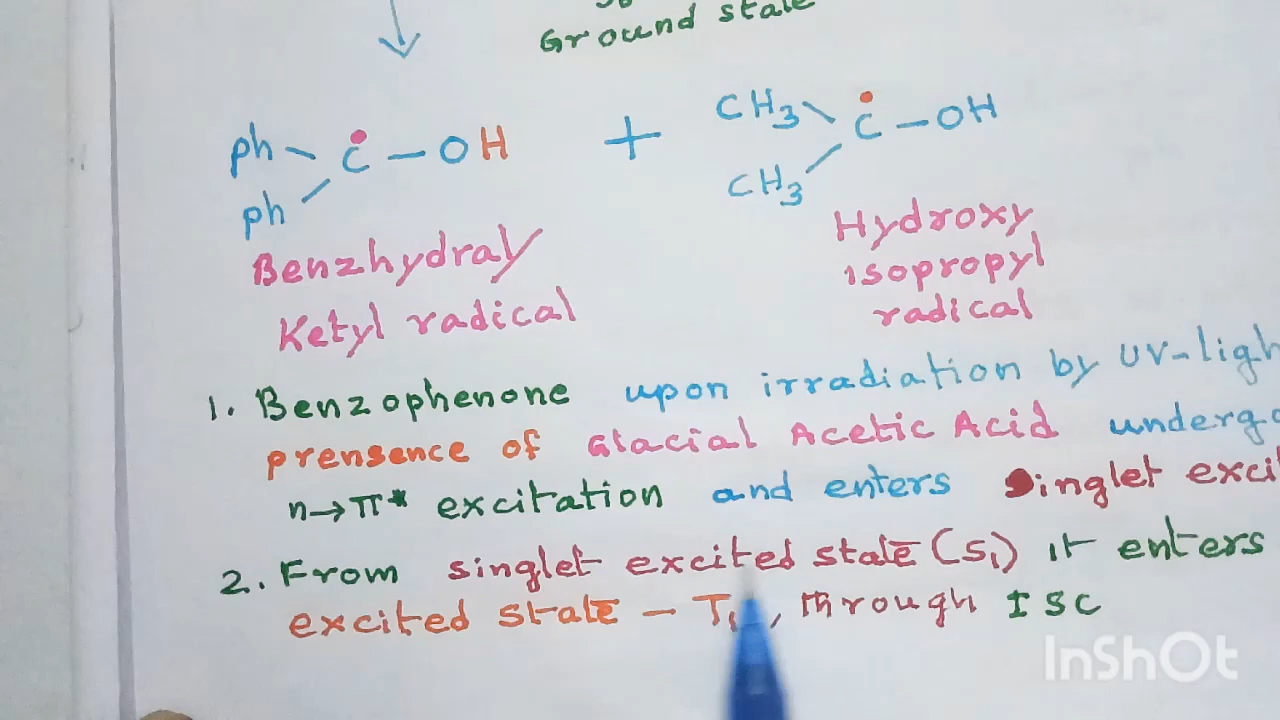 Ground state
ph
Ċ – OH
ph
+
CH3
Ċ – OH
CH3
Benzhydral
Ketyl radical
Hydroxy
isopropyl
radical
1. Benzophenone upon irradiation by UV-ligh
prensence of Glacial Acetic Acid underg
n→π* excitation and enters Singlet exci
2. From singlet excited state (S1) it enters
excited state – T1, through ISC
InShOt